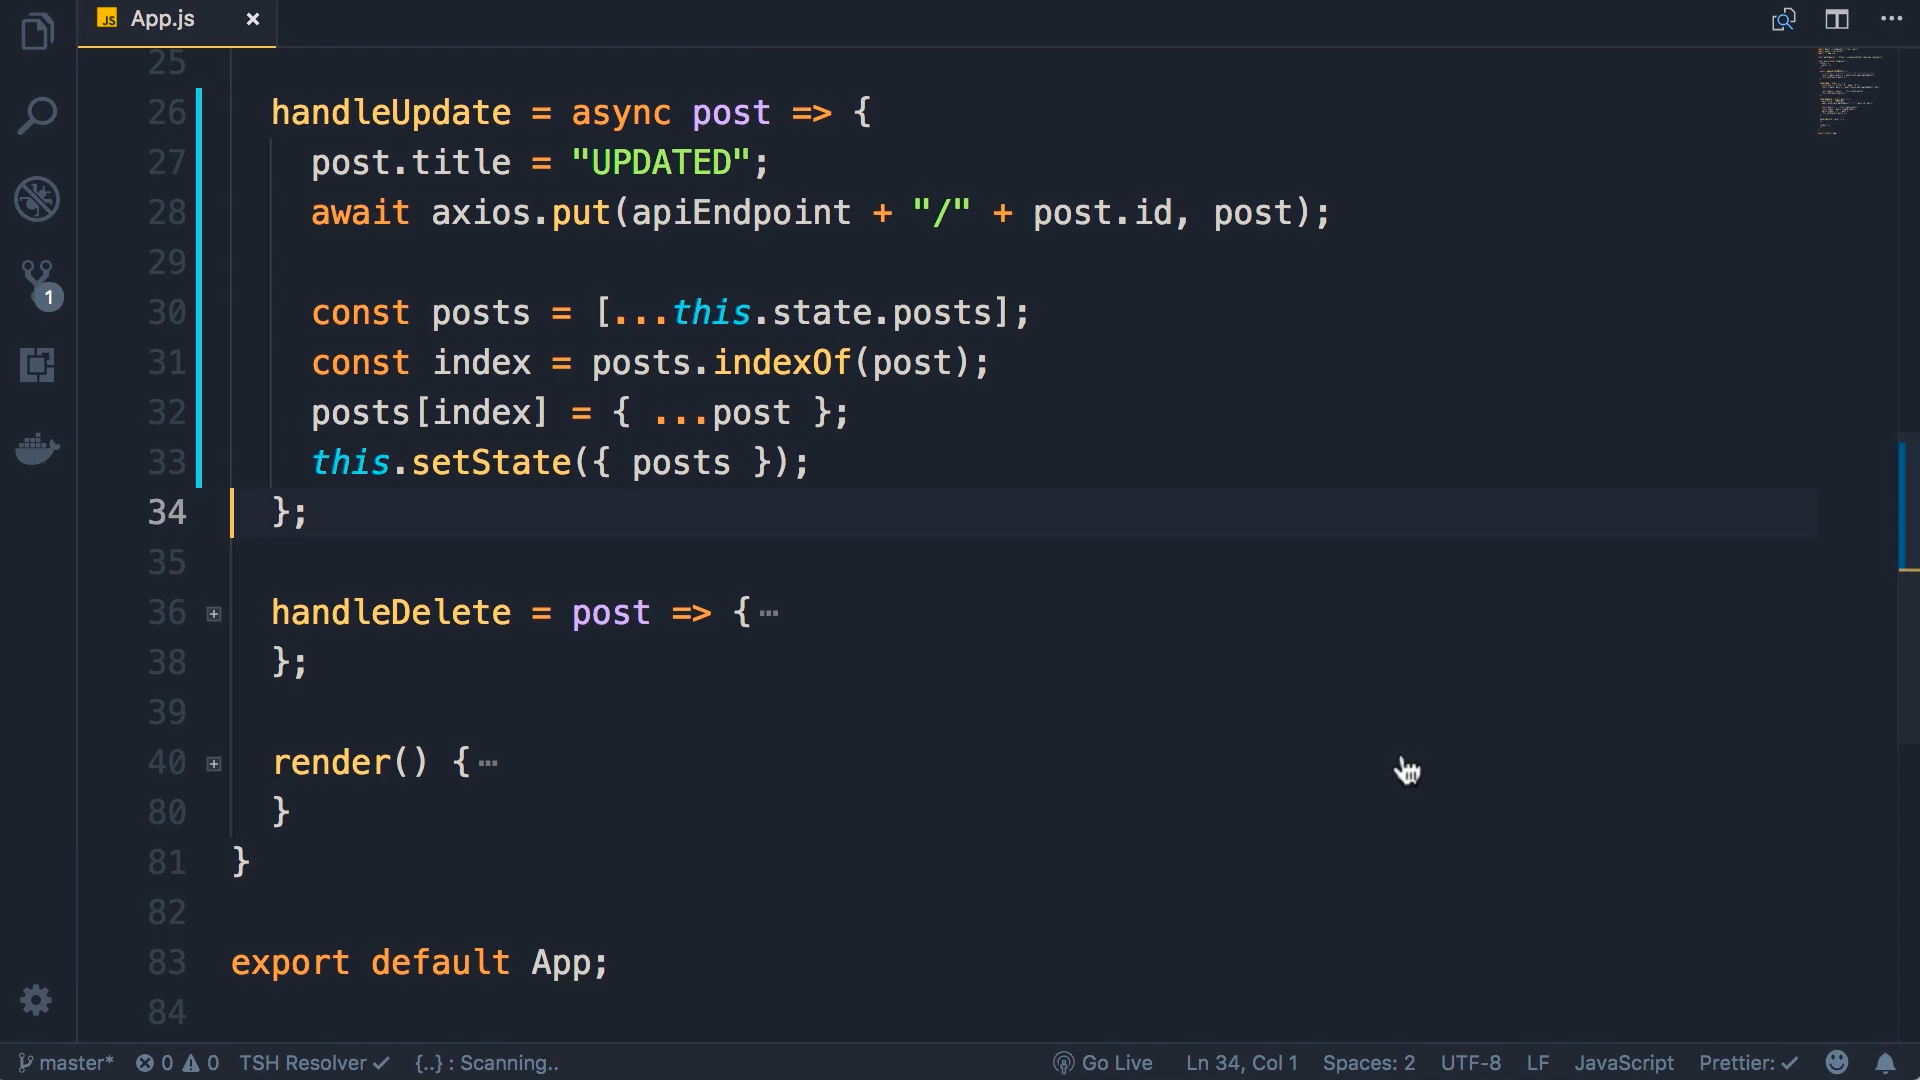 JS App.js ×
25
26 handleUpdate = async post => {
27 post.title = "UPDATED";
28 await axios.put(apiEndpoint + "/" + post.id, post);
29
30 const posts = [...this.state.posts];
31 const index = posts.indexOf(post);
32 posts[index] = { ...post };
33 this.setState({ posts });
34 };
35
36 handleDelete = post => {⋯
38 };
39
40 render() {⋯
80 }
81 }
82
83 export default App;
84
1
master* 0 0 TSH Resolver ✓ {..} : Scanning.. Go Live Ln 34, Col 1 Spaces: 2 UTF-8 LF JavaScript Prettier: ✓